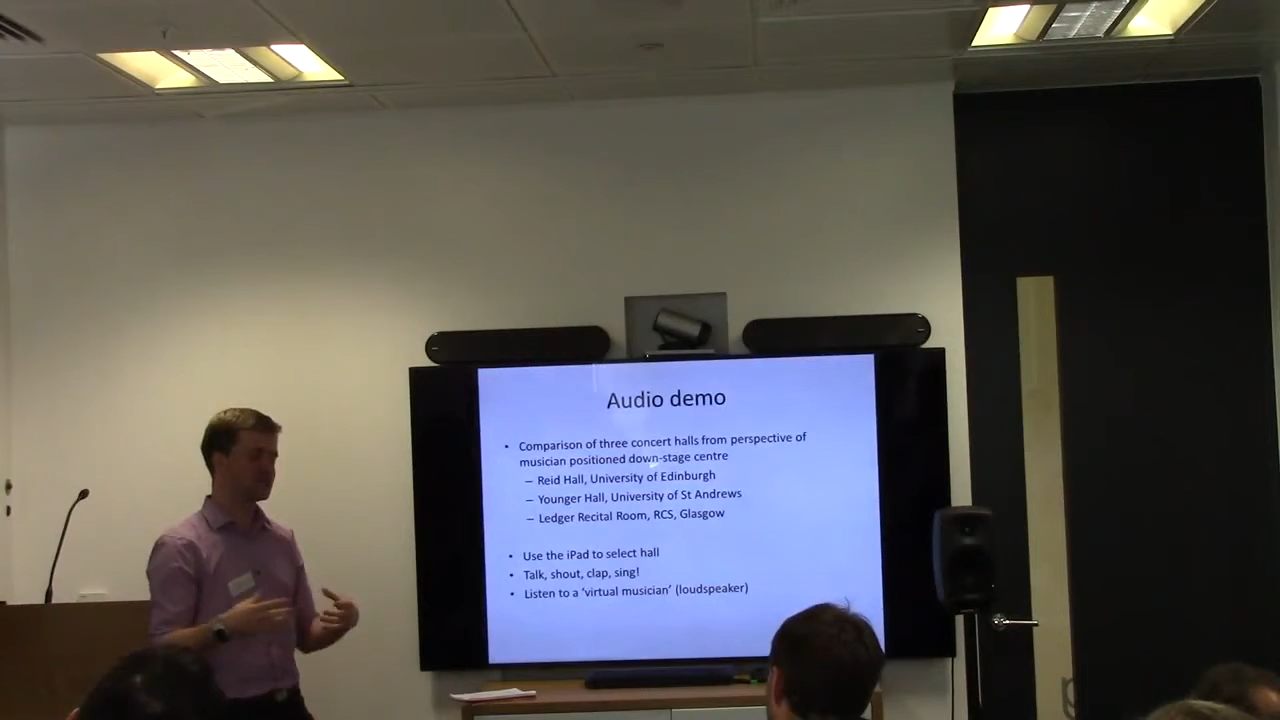 Audio demo
• Comparison of three concert halls from perspective of
musician positioned down-stage centre
– Reid Hall, University of Edinburgh
– Younger Hall, University of St Andrews
– Ledger Recital Room, RCS, Glasgow
• Use the iPad to select hall
• Talk, shout, clap, sing!
• Listen to a ‘virtual musician’ (loudspeaker)